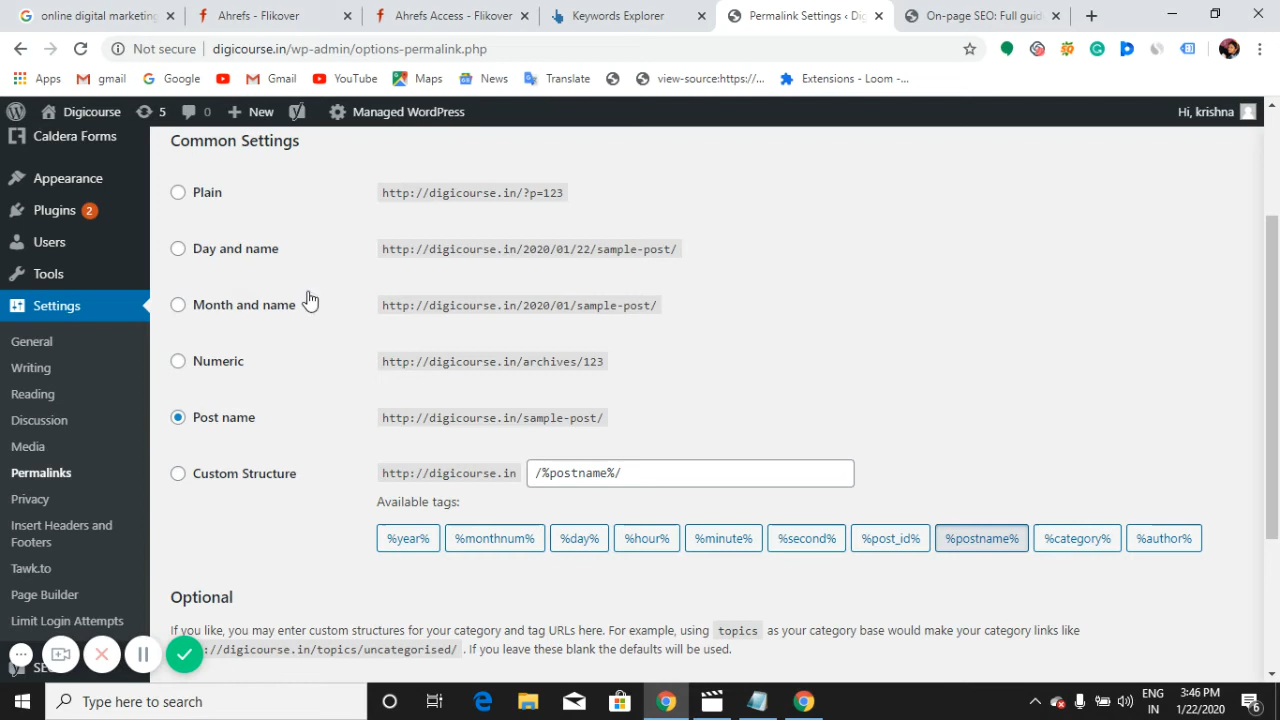 online digital marketing
Ahrefs - Flikover
Ahrefs Access - Flikover
Keywords Explorer
Permalink Settings ‹ Di
On-page SEO: Full guid
Not secure
digicourse.in/wp-admin/options-permalink.php
Apps
gmail
Google
Gmail
YouTube
Maps
News
Translate
view-source:https://...
Extensions - Loom -...
Digicourse
5
0
New
Managed WordPress
Hi, krishna
Caldera Forms
Appearance
Plugins 2
Users
Tools
Settings
General
Writing
Reading
Discussion
Media
Permalinks
Privacy
Insert Headers and
Footers
Tawk.to
Page Builder
Limit Login Attempts
Common Settings
Plain http://digicourse.in/?p=123
Day and name http://digicourse.in/2020/01/22/sample-post/
Month and name http://digicourse.in/2020/01/sample-post/
Numeric http://digicourse.in/archives/123
Post name http://digicourse.in/sample-post/
Custom Structure http://digicourse.in /%postname%/
Available tags:
%year% %monthnum% %day% %hour% %minute% %second% %post_id% %postname% %category% %author%
Optional
If you like, you may enter custom structures for your category and tag URLs here. For example, using topics as your category base would make your category links like
://digicourse.in/topics/uncategorised/ . If you leave these blank the defaults will be used.
Type here to search
ENG
IN
3:46 PM
1/22/2020
6